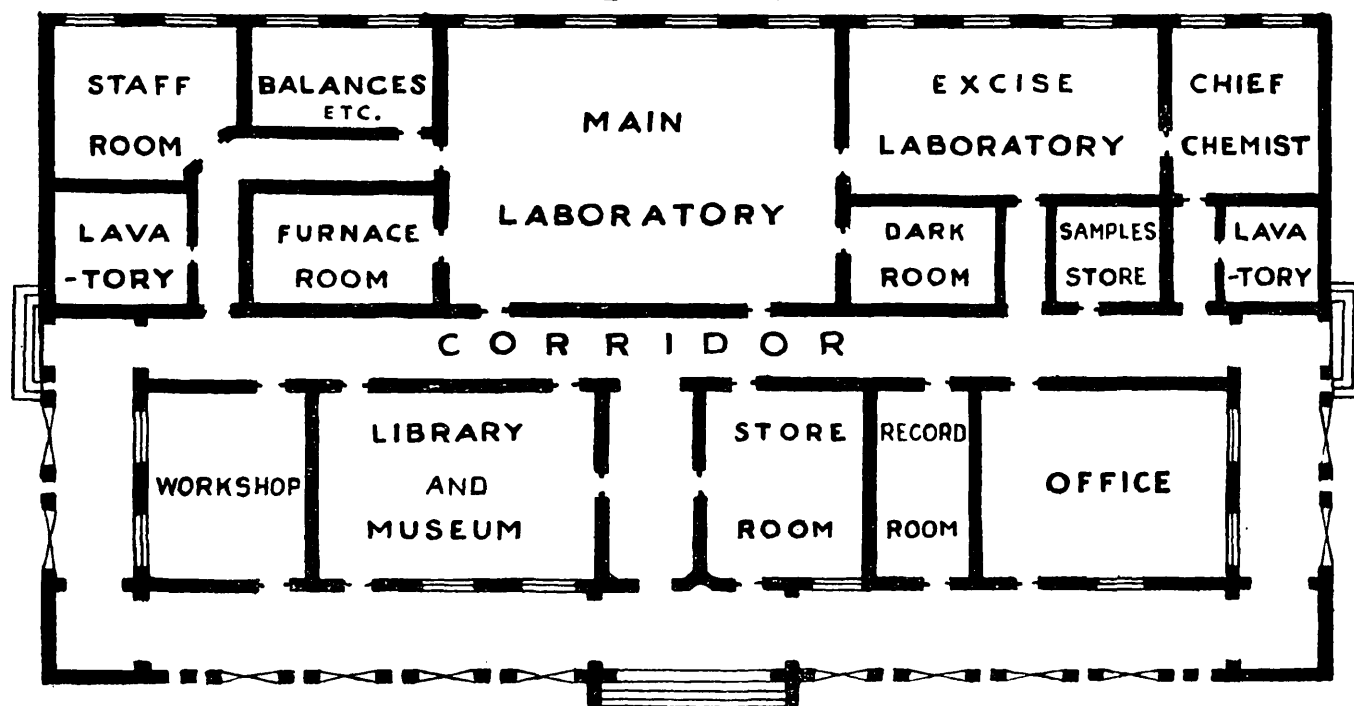 STAFF
ROOM
BALANCES
ETC.
MAIN
LABORATORY
EXCISE
LABORATORY
CHIEF
CHEMIST
LAVA
-TORY
FURNACE
ROOM
DARK
ROOM
SAMPLES
STORE
LAVA
-TORY
CORRIDOR
WORKSHOP
LIBRARY
AND
MUSEUM
STORE
ROOM
RECORD
ROOM
OFFICE